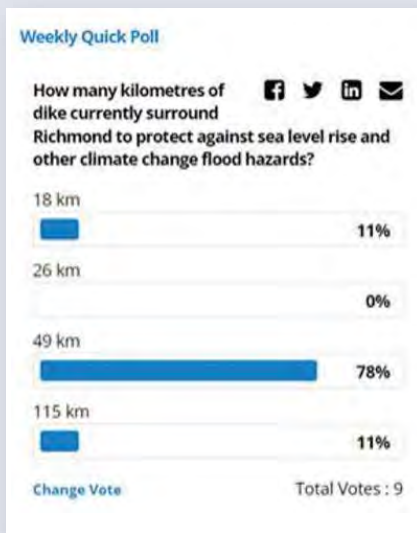 Weekly Quick Poll
How many kilometres of
dike currently surround
Richmond to protect against sea level rise and
other climate change flood hazards?
18 km
11%
26 km
0%
49 km
78%
115 km
11%
Change Vote
Total Votes : 9